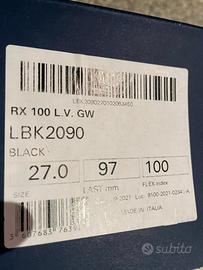 RX 100 L.V. GW
LBK2090
BLACK
27.0 97 100
SIZE LAST mm FLEX index
MADE IN ITALIA
subito